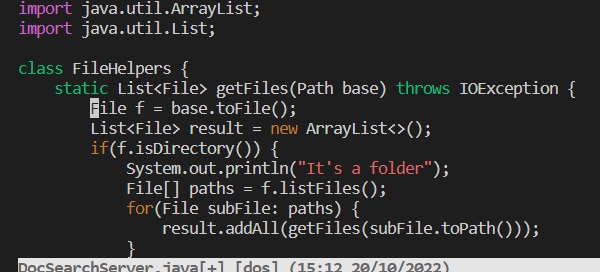 import java.util.ArrayList;
import java.util.List;

class FileHelpers {
    static List<File> getFiles(Path base) throws IOException {
        File f = base.toFile();
        List<File> result = new ArrayList<>();
        if(f.isDirectory()) {
            System.out.println("It's a folder");
            File[] paths = f.listFiles();
            for(File subFile: paths) {
                result.addAll(getFiles(subFile.toPath()));
            }
DocSearchServer.java[+] [dos] (15:12 20/10/2022)